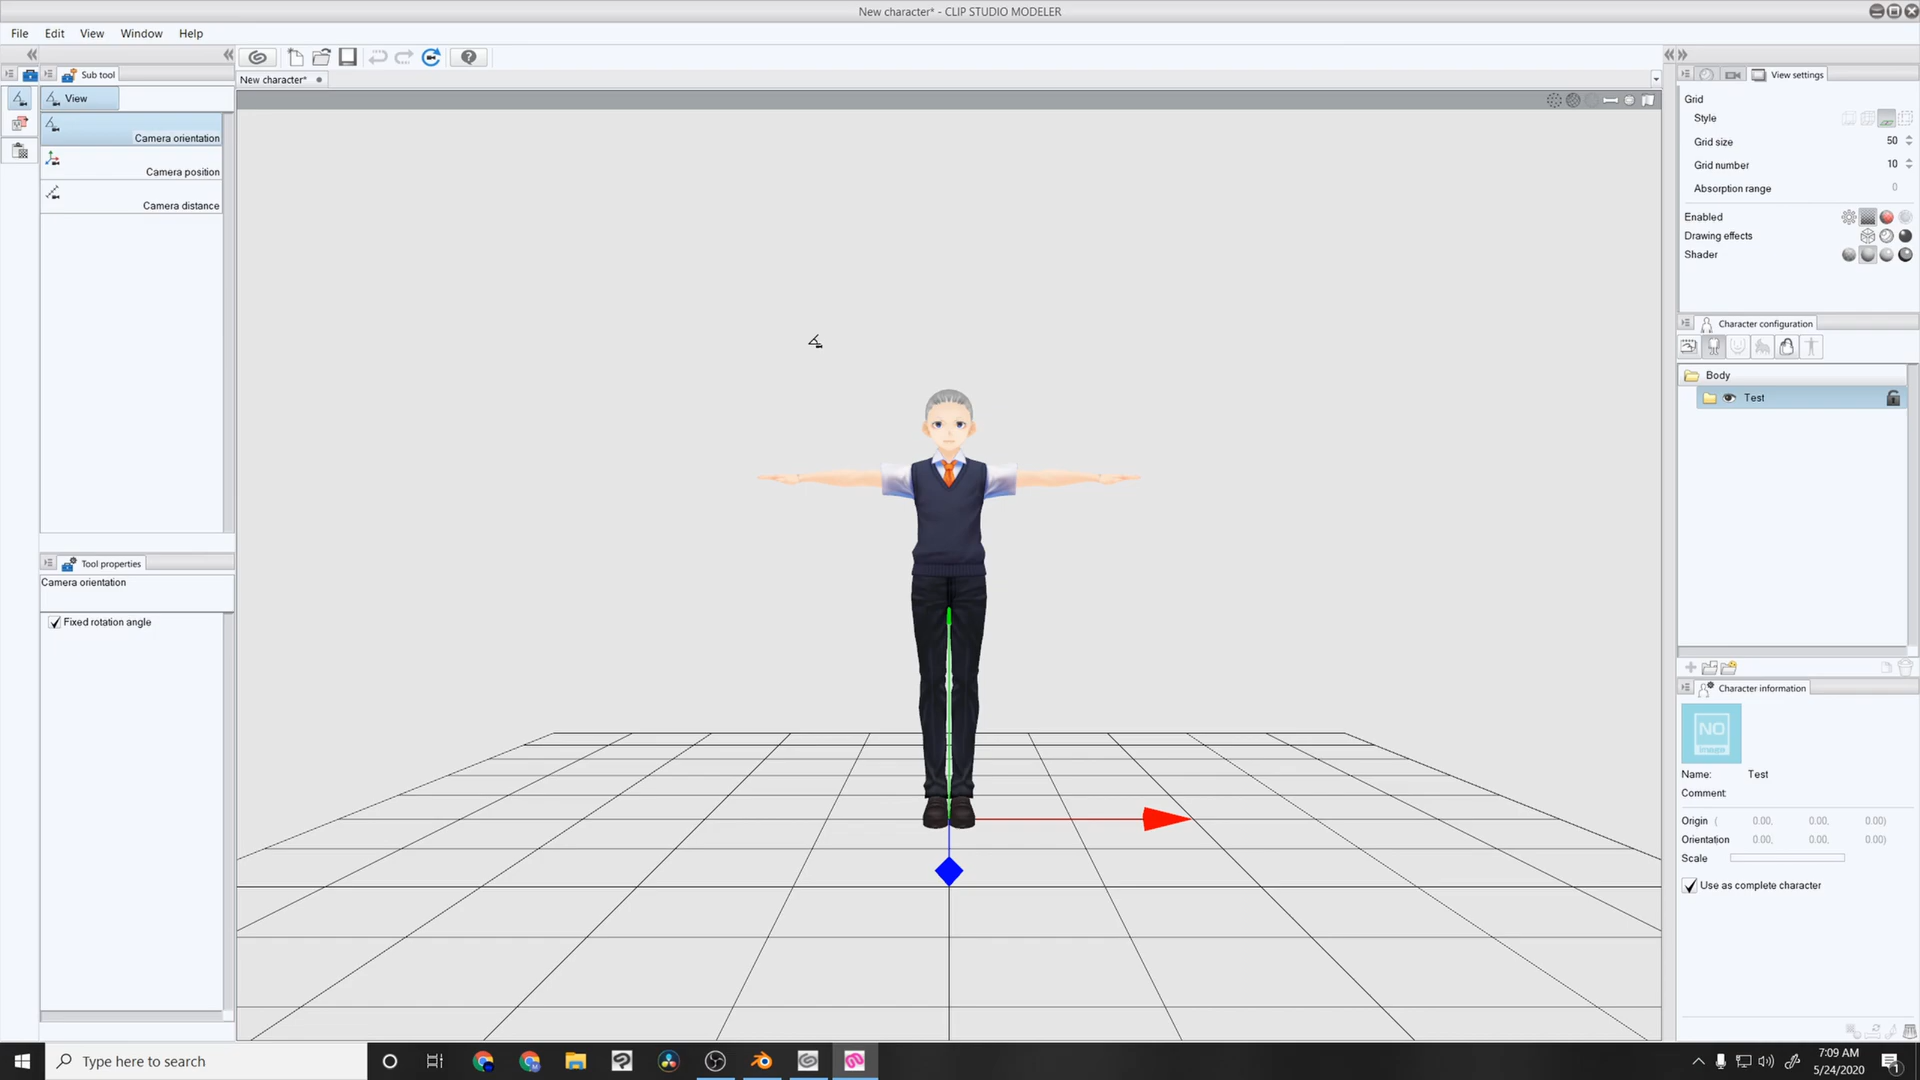 New character* - CLIP STUDIO MODELER
File Edit View Window Help
Sub tool
New character*
View settings
View
Grid
Camera orientation
Style
Grid size 50
Camera position
Grid number 10
Absorption range 0
Camera distance
Enabled
Drawing effects
Shader
Character configuration
Body
Test
Tool properties
Camera orientation
Fixed rotation angle
Character information
NO
Image
Name: Test
Comment:
Origin ( 0.00, 0.00, 0.00)
Orientation 0.00, 0.00, 0.00)
Scale
Use as complete character
Type here to search
7:09 AM
5/24/2020
1